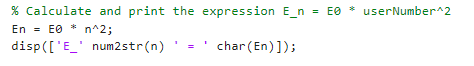 % Calculate and print the expression E_n = E0 * userNumber^2
En = E0 * n^2;
disp(['E_' num2str(n) ' = ' char(En)]);